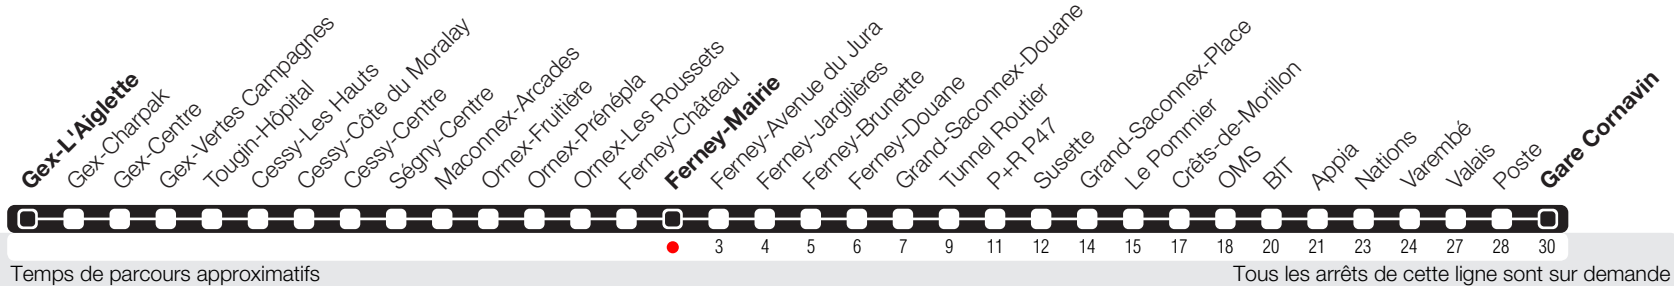 Gex-L'Aiglette
Gex-Charpak
Gex-Centre
Gex-Vertes Campagnes
Tougin-Hôpital
Cessy-Les Hauts
Cessy-Côte du Moralay
Cessy-Centre
Ségny-Centre
Maconnex-Arcades
Ornex-Fruitière
Ornex-Prénépla
Ornex-Les Roussets
Ferney-Château
Ferney-Mairie
Ferney-Avenue du Jura
Ferney-Jargilières
Ferney-Brunette
Ferney-Douane
Grand-Saconnex-Douane
Tunnel Routier
P+R P47
Susette
Grand-Saconnex-Place
Le Pommier
Crêts-de-Morillon
OMS
BIT
Appia
Nations
Varembé
Valais
Poste
Gare Cornavin
3 4 5 6 7 9 11 12 14 15 17 18 20 21 23 24 27 28 30
Temps de parcours approximatifs
Tous les arrêts de cette ligne sont sur demande